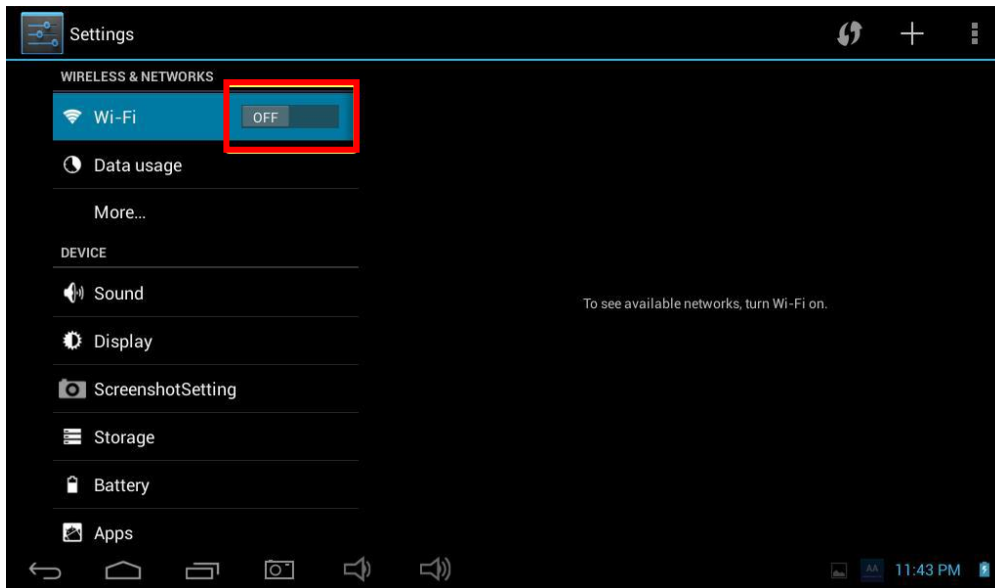 Settings
WIRELESS & NETWORKS
Wi-Fi OFF
Data usage
More...
DEVICE
Sound
To see available networks, turn Wi-Fi on.
Display
ScreenshotSetting
Storage
Battery
Apps
AA 11:43 PM